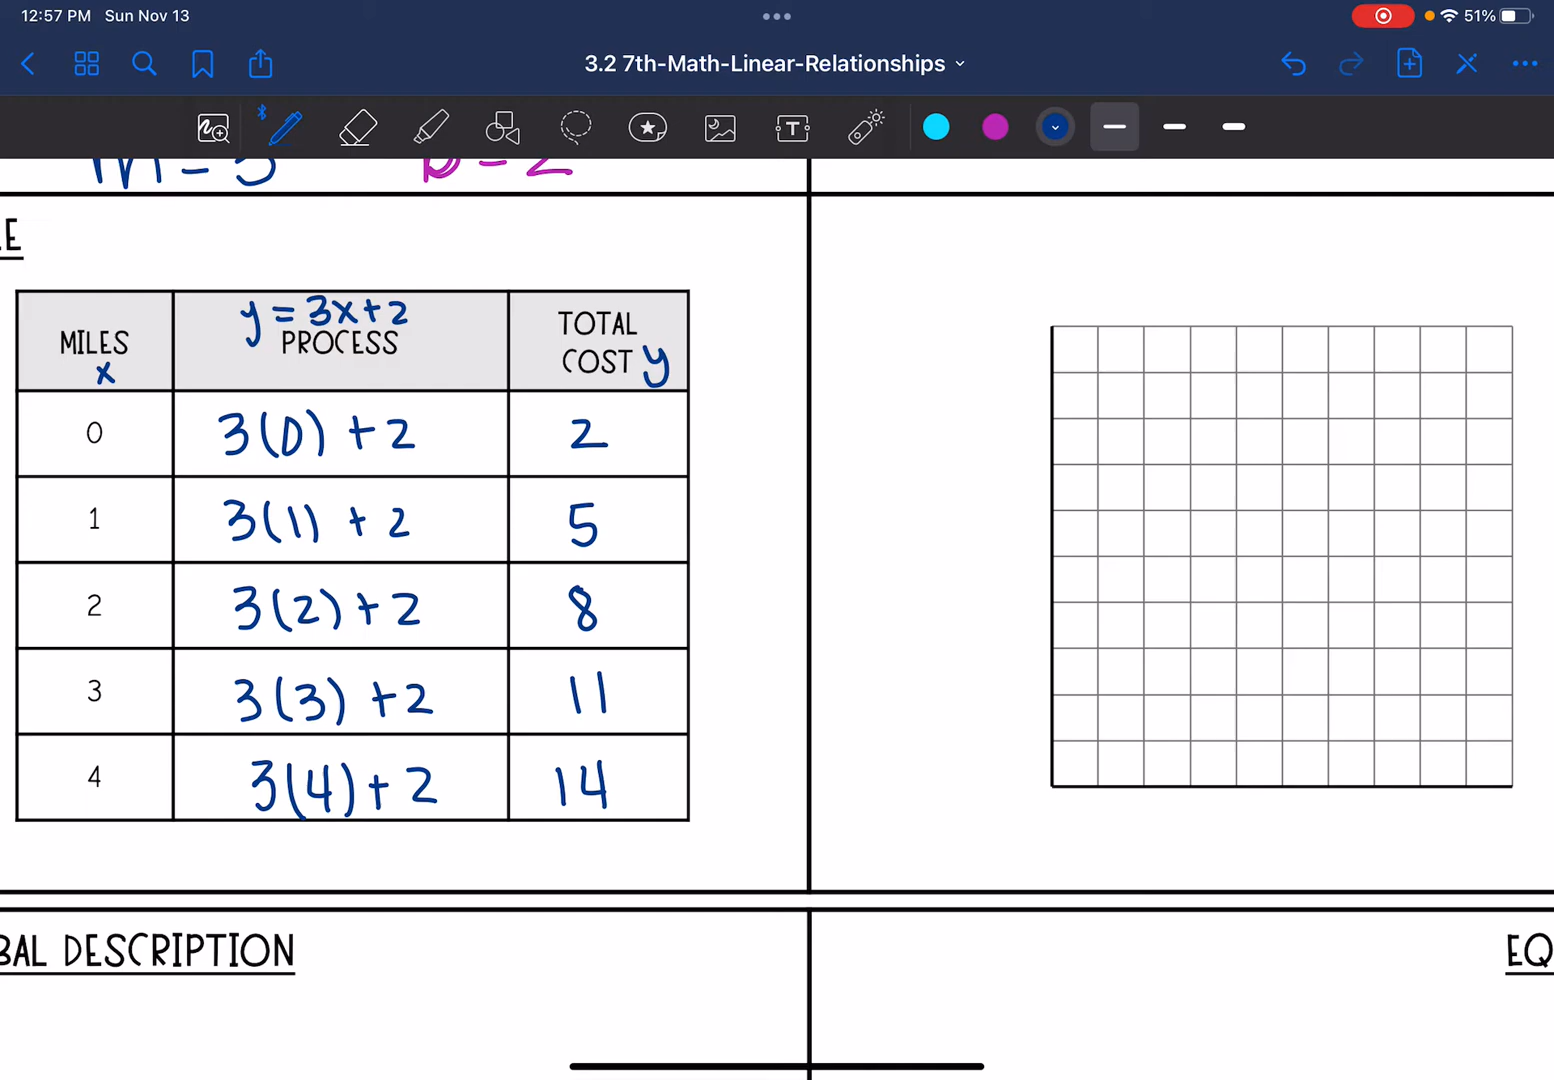 12:57 PM Sun Nov 13
51%
3.2 7th-Math-Linear-Relationships
T
m = 3 b = 2
E
MILES
x
y = 3x + 2
PROCESS
TOTAL
COST y
0 3(0) + 2 2
1 3(1) + 2 5
2 3(2) + 2 8
3 3(3) + 2 11
4 3(4) + 2 14
BAL DESCRIPTION
EQ